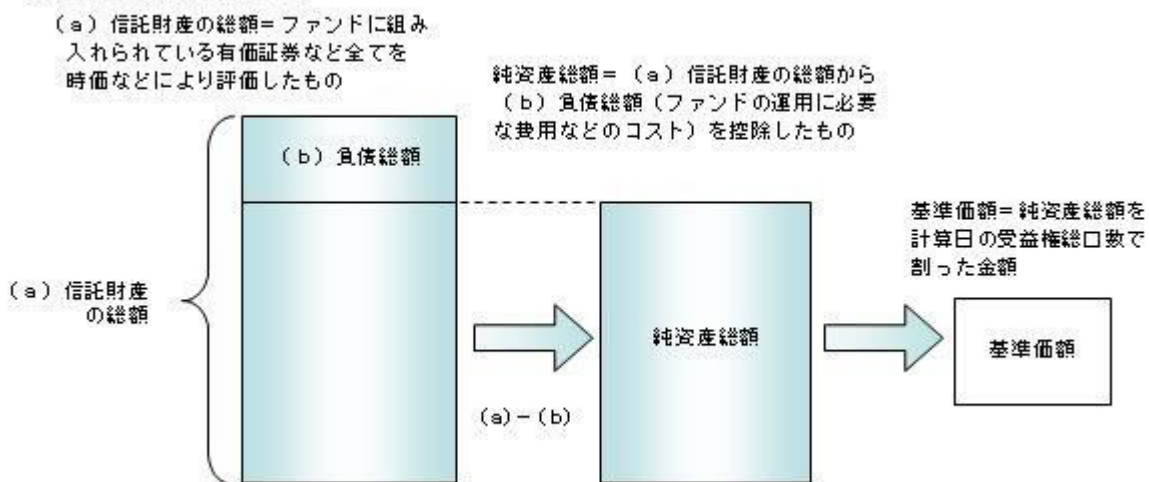 （a）信託財産の総額＝ファンドに組み
入れられている有価証券など全てを
時価などにより評価したもの
純資産総額＝（a）信託財産の総額から
（b）負債総額（ファンドの運用に必要
な費用などのコスト）を控除したもの
（b）負債総額
基準価額＝純資産総額を
計算日の受益権総口数で
割った金額
（a）信託財産
の総額
純資産総額
基準価額
(a)－(b)